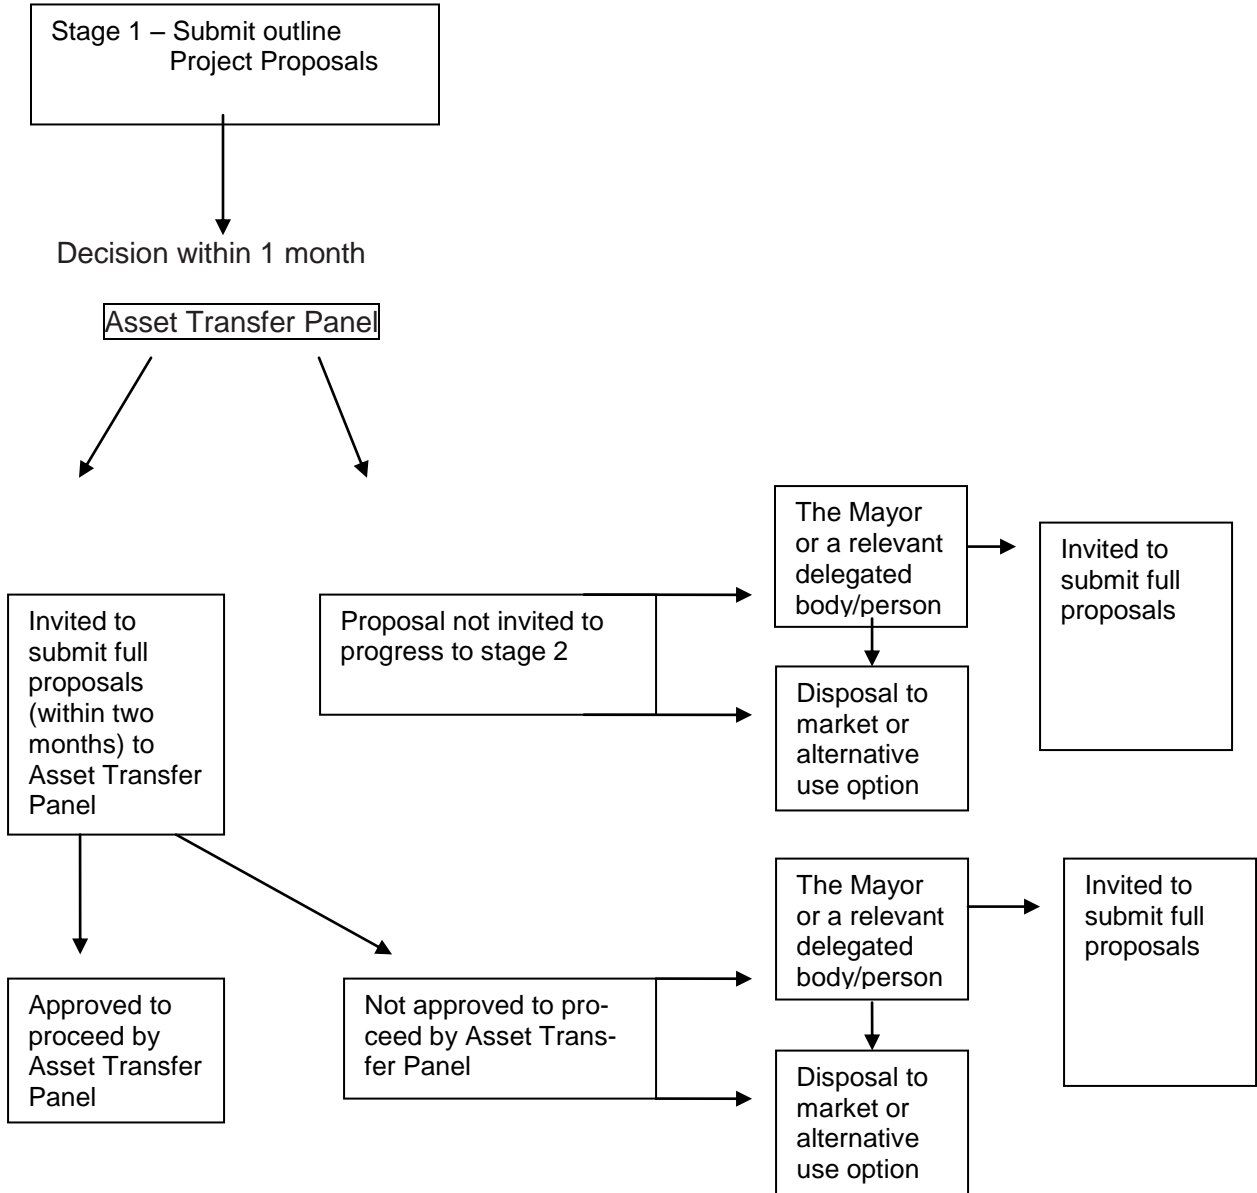 Stage 1 – Submit outline
Project Proposals
Decision within 1 month
Asset Transfer Panel
Invited to
submit full
proposals
(within two
months) to
Asset Transfer
Panel
Proposal not invited to
progress to stage 2
The Mayor
or a relevant
delegated
body/person
Invited to
submit full
proposals
Disposal to
market or
alternative
use option
Approved to
proceed by
Asset Transfer
Panel
Not approved to pro-
ceed by Asset Trans-
fer Panel
The Mayor
or a relevant
delegated
body/person
Invited to
submit full
proposals
Disposal to
market or
alternative
use option